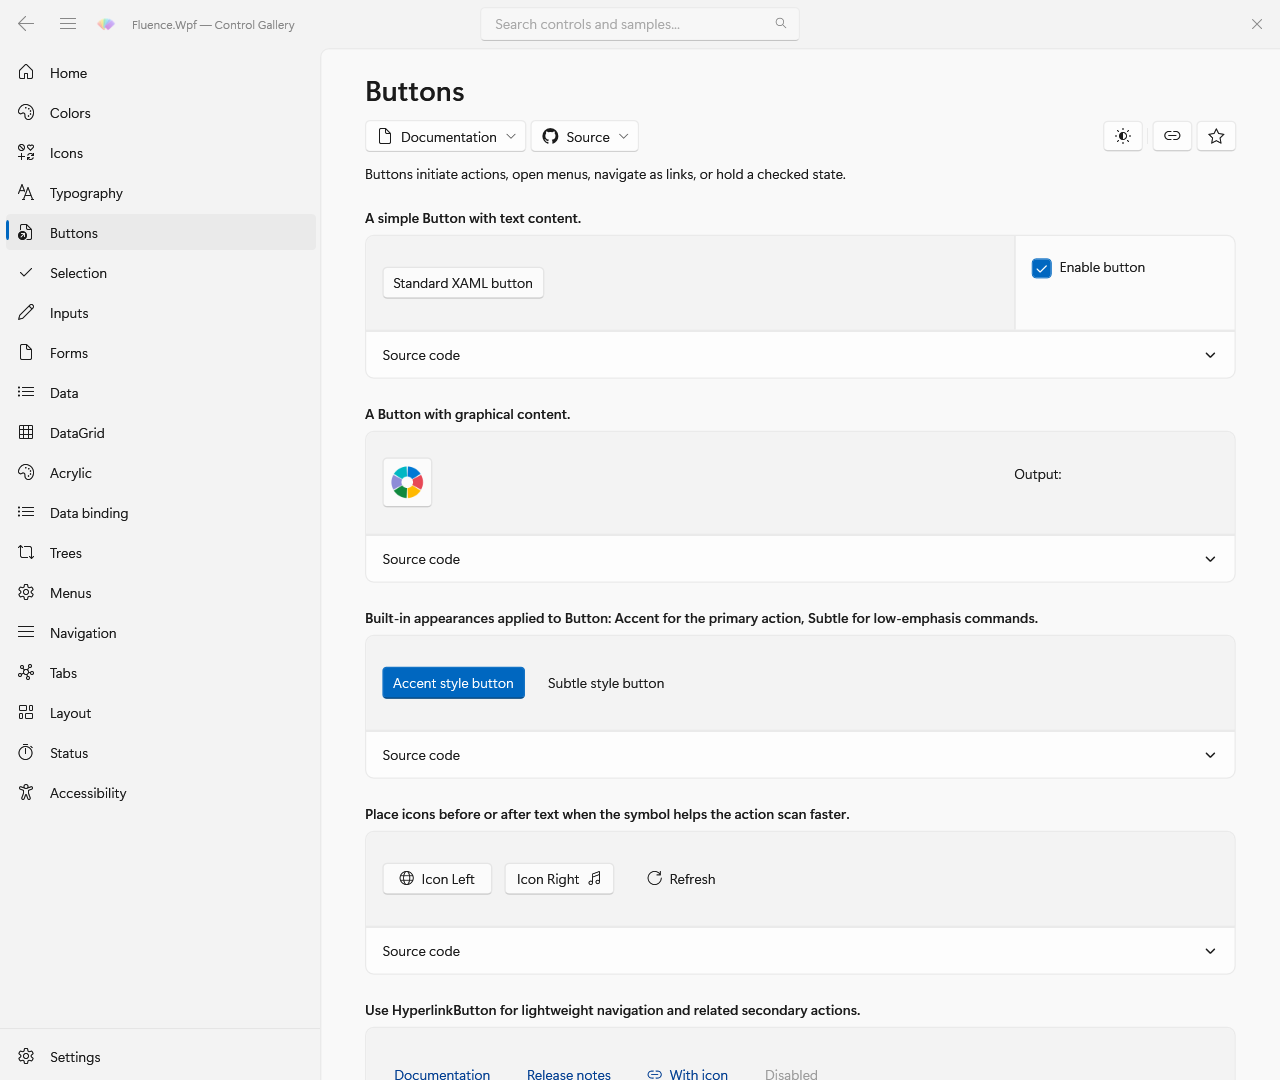 Fluence.Wpf — Control Gallery
Search controls and samples...
Home
Colors
Icons
Typography
Buttons
Selection
Inputs
Forms
Data
DataGrid
Acrylic
Data binding
Trees
Menus
Navigation
Tabs
Layout
Status
Accessibility
Settings
Buttons
Documentation
Source
Buttons initiate actions, open menus, navigate as links, or hold a checked state.
A simple Button with text content.
Standard XAML button
Enable button
Source code
A Button with graphical content.
Output:
Source code
Built-in appearances applied to Button: Accent for the primary action, Subtle for low-emphasis commands.
Accent style button
Subtle style button
Source code
Place icons before or after text when the symbol helps the action scan faster.
Icon Left
Icon Right
Refresh
Source code
Use HyperlinkButton for lightweight navigation and related secondary actions.
Documentation
Release notes
With icon
Disabled